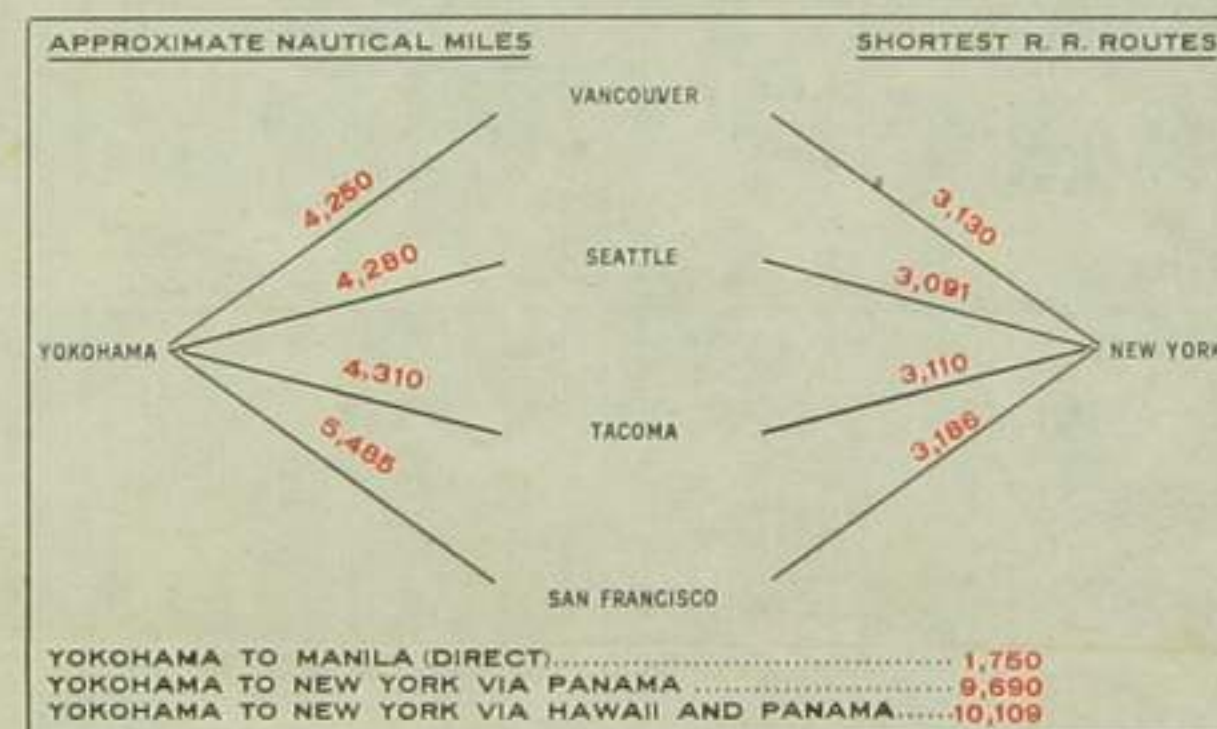 APPROXIMATE NAUTICAL MILES
SHORTEST R. R. ROUTES
VANCOUVER
4,250
3,130
4,280
SEATTLE
3,091
YOKOHAMA
NEW YORK
4,310
TACOMA
3,110
5,485
3,186
SAN FRANCISCO
YOKOHAMA TO MANILA (DIRECT)........................................ 1,750
YOKOHAMA TO NEW YORK VIA PANAMA .......................... 9,690
YOKOHAMA TO NEW YORK VIA HAWAII AND PANAMA......10,109